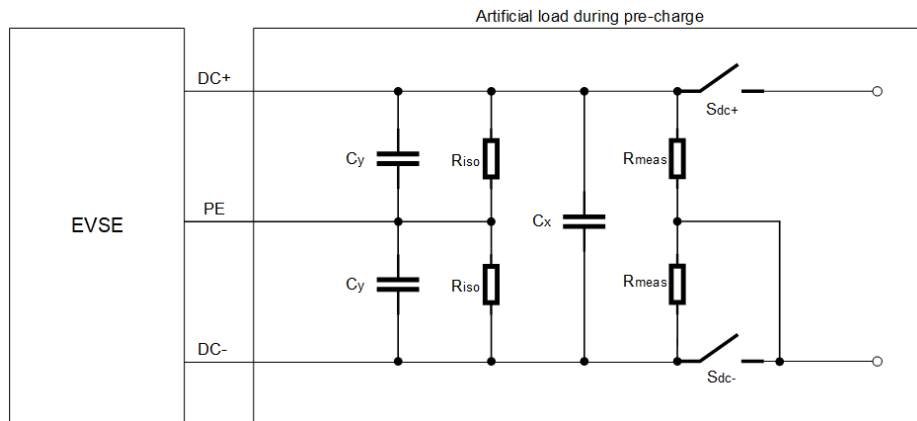 Artificial load during pre-charge
DC+
Sdc+
Cy
Riso
Rmeas
PE
EVSE
Cx
Cy
Riso
Rmeas
DC-
Sdc-